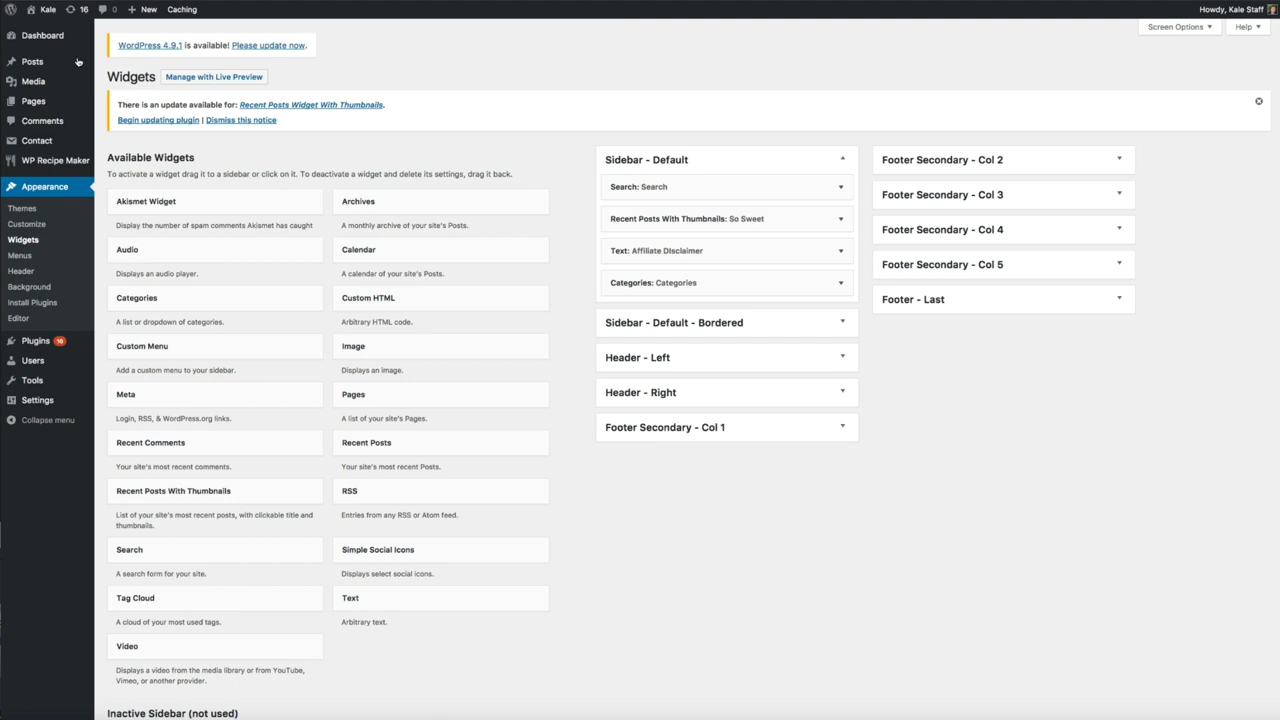 Kale 16 0 + New Caching Howdy, Kale Staff
Screen Options Help
Dashboard
Posts
Media
Pages
Comments
Contact
WP Recipe Maker
Appearance
Themes
Customize
Widgets
Menus
Header
Background
Install Plugins
Editor
Plugins 16
Users
Tools
Settings
Collapse menu
WordPress 4.9.1 is available! Please update now.
Widgets Manage with Live Preview
There is an update available for: Recent Posts Widget With Thumbnails.
Begin updating plugin | Dismiss this notice
Available Widgets
To activate a widget drag it to a sidebar or click on it. To deactivate a widget and delete its settings, drag it back.
Akismet Widget
Display the number of spam comments Akismet has caught
Archives
A monthly archive of your site's Posts.
Audio
Displays an audio player.
Calendar
A calendar of your site's Posts.
Categories
A list or dropdown of categories.
Custom HTML
Arbitrary HTML code.
Custom Menu
Add a custom menu to your sidebar.
Image
Displays an image.
Meta
Login, RSS, & WordPress.org links.
Pages
A list of your site's Pages.
Recent Comments
Your site's most recent comments.
Recent Posts
Your site's most recent Posts.
Recent Posts With Thumbnails
List of your site's most recent posts, with clickable title and
thumbnails.
RSS
Entries from any RSS or Atom feed.
Search
A search form for your site.
Simple Social Icons
Displays select social icons.
Tag Cloud
A cloud of your most used tags.
Text
Arbitrary text.
Video
Displays a video from the media library or from YouTube,
Vimeo, or another provider.
Inactive Sidebar (not used)
Sidebar - Default
Search: Search
Recent Posts With Thumbnails: So Sweet
Text: Affiliate DIsclaimer
Categories: Categories
Sidebar - Default - Bordered
Header - Left
Header - Right
Footer Secondary - Col 1
Footer Secondary - Col 2
Footer Secondary - Col 3
Footer Secondary - Col 4
Footer Secondary - Col 5
Footer - Last